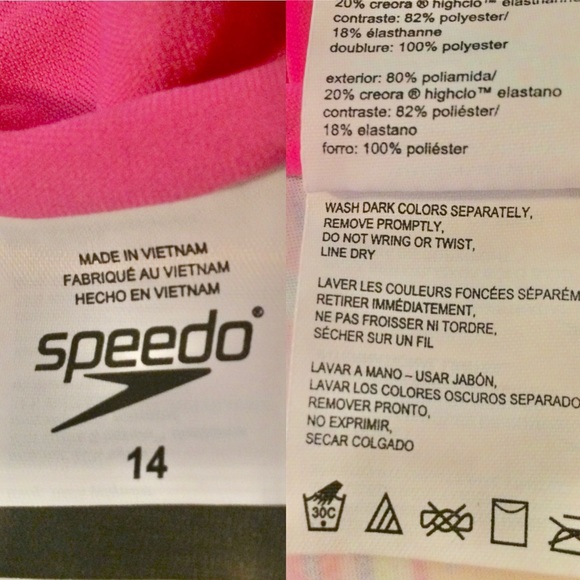 MADE IN VIETNAM
FABRIQUÉ AU VIETNAM
HECHO EN VIETNAM
speedo®
14
20% creora ® highclo™ élasthanne
contraste: 82% polyester/
18% élasthanne
doublure: 100% polyester
exterior: 80% poliamida/
20% creora ® highclo™ elastano
contraste: 82% poliéster/
18% elastano
forro: 100% poliéster
WASH DARK COLORS SEPARATELY,
REMOVE PROMPTLY,
DO NOT WRING OR TWIST,
LINE DRY
LAVER LES COULEURS FONCÉES SÉPARÉM
RETIRER IMMÉDIATEMENT,
NE PAS FROISSER NI TORDRE,
SÉCHER SUR UN FIL
LAVAR A MANO – USAR JABÓN,
LAVAR LOS COLORES OSCUROS SEPARADO
REMOVER PRONTO,
NO EXPRIMIR,
SECAR COLGADO
30C